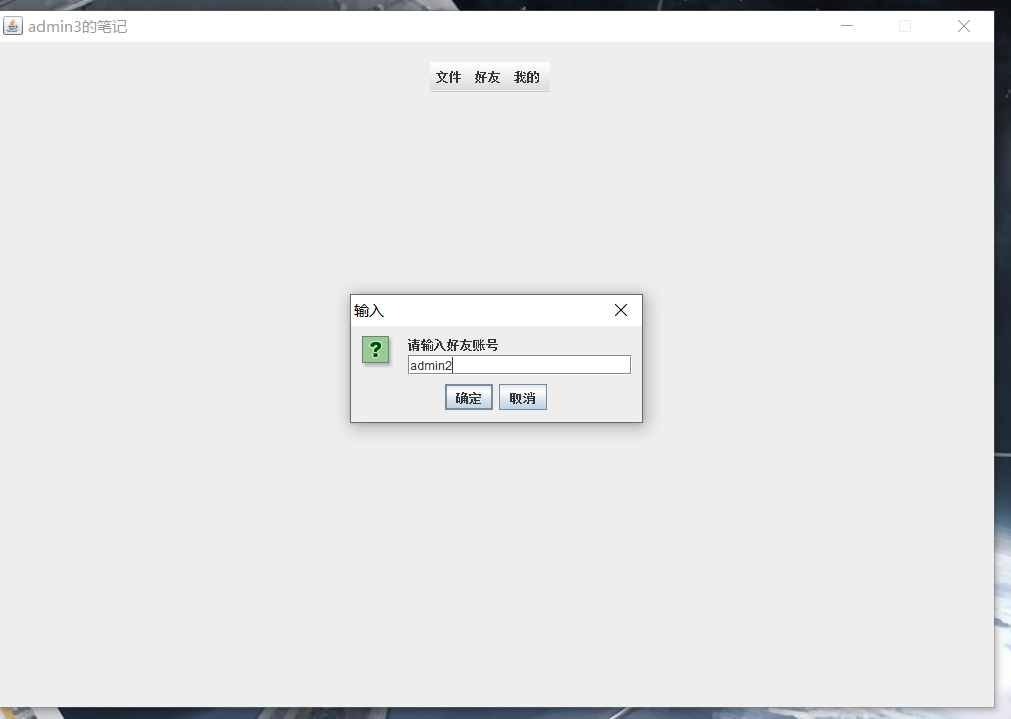 admin3的笔记
文件 好友 我的
输入
?
请输入好友账号
admin2
确定 取消